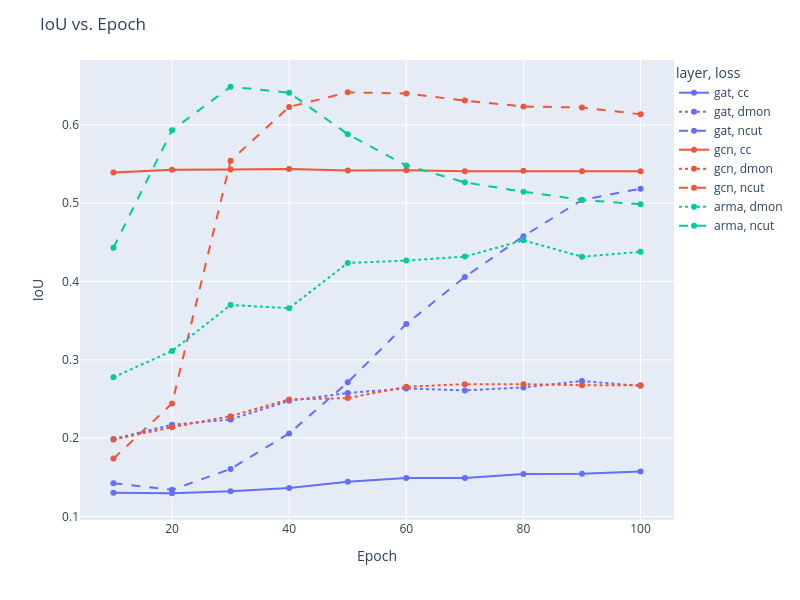 IoU vs. Epoch
layer, loss
gat, cc
gat, dmon
gat, ncut
gcn, cc
gcn, dmon
gcn, ncut
arma, dmon
arma, ncut
IoU
0.6
0.5
0.4
0.3
0.2
0.1
20 40 60 80 100
Epoch